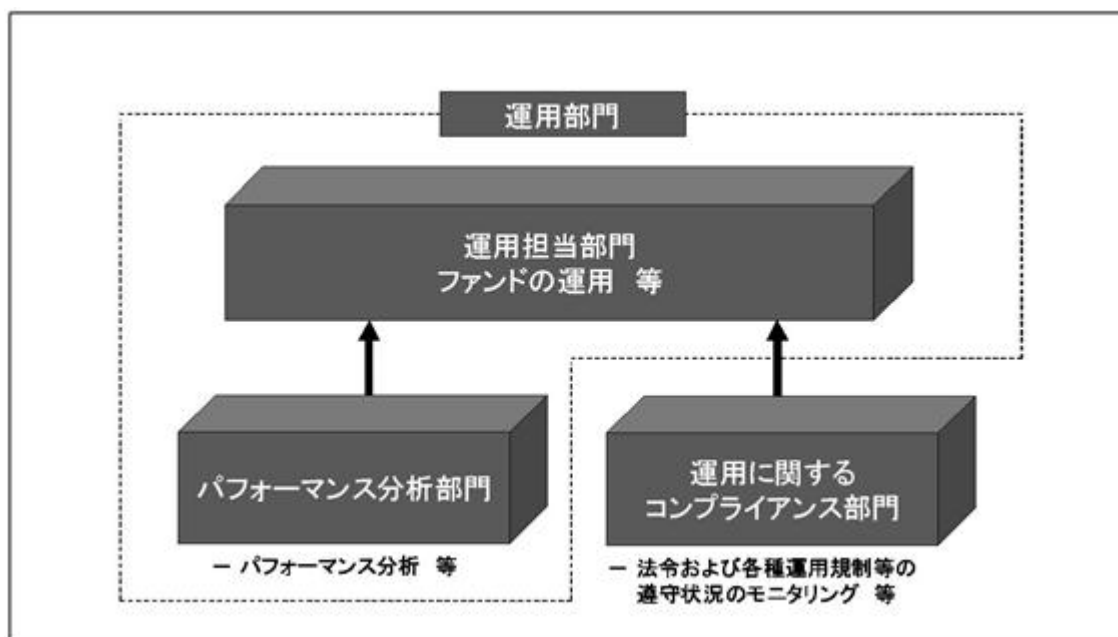 運用部門
運用担当部門
ファンドの運用 等
パフォーマンス分析部門
－ パフォーマンス分析 等
運用に関する
コンプライアンス部門
－ 法令および各種運用規制等の
遵守状況のモニタリング 等